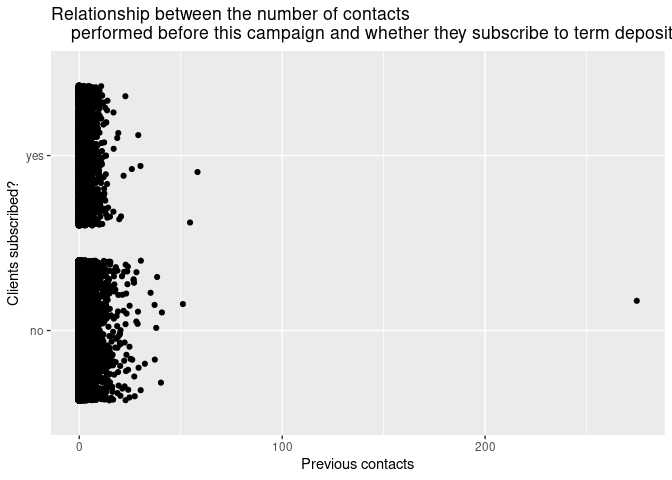 Relationship between the number of contacts
performed before this campaign and whether they subscribe to term deposit
Clients subscribed?
yes
no
0
100
200
Previous contacts